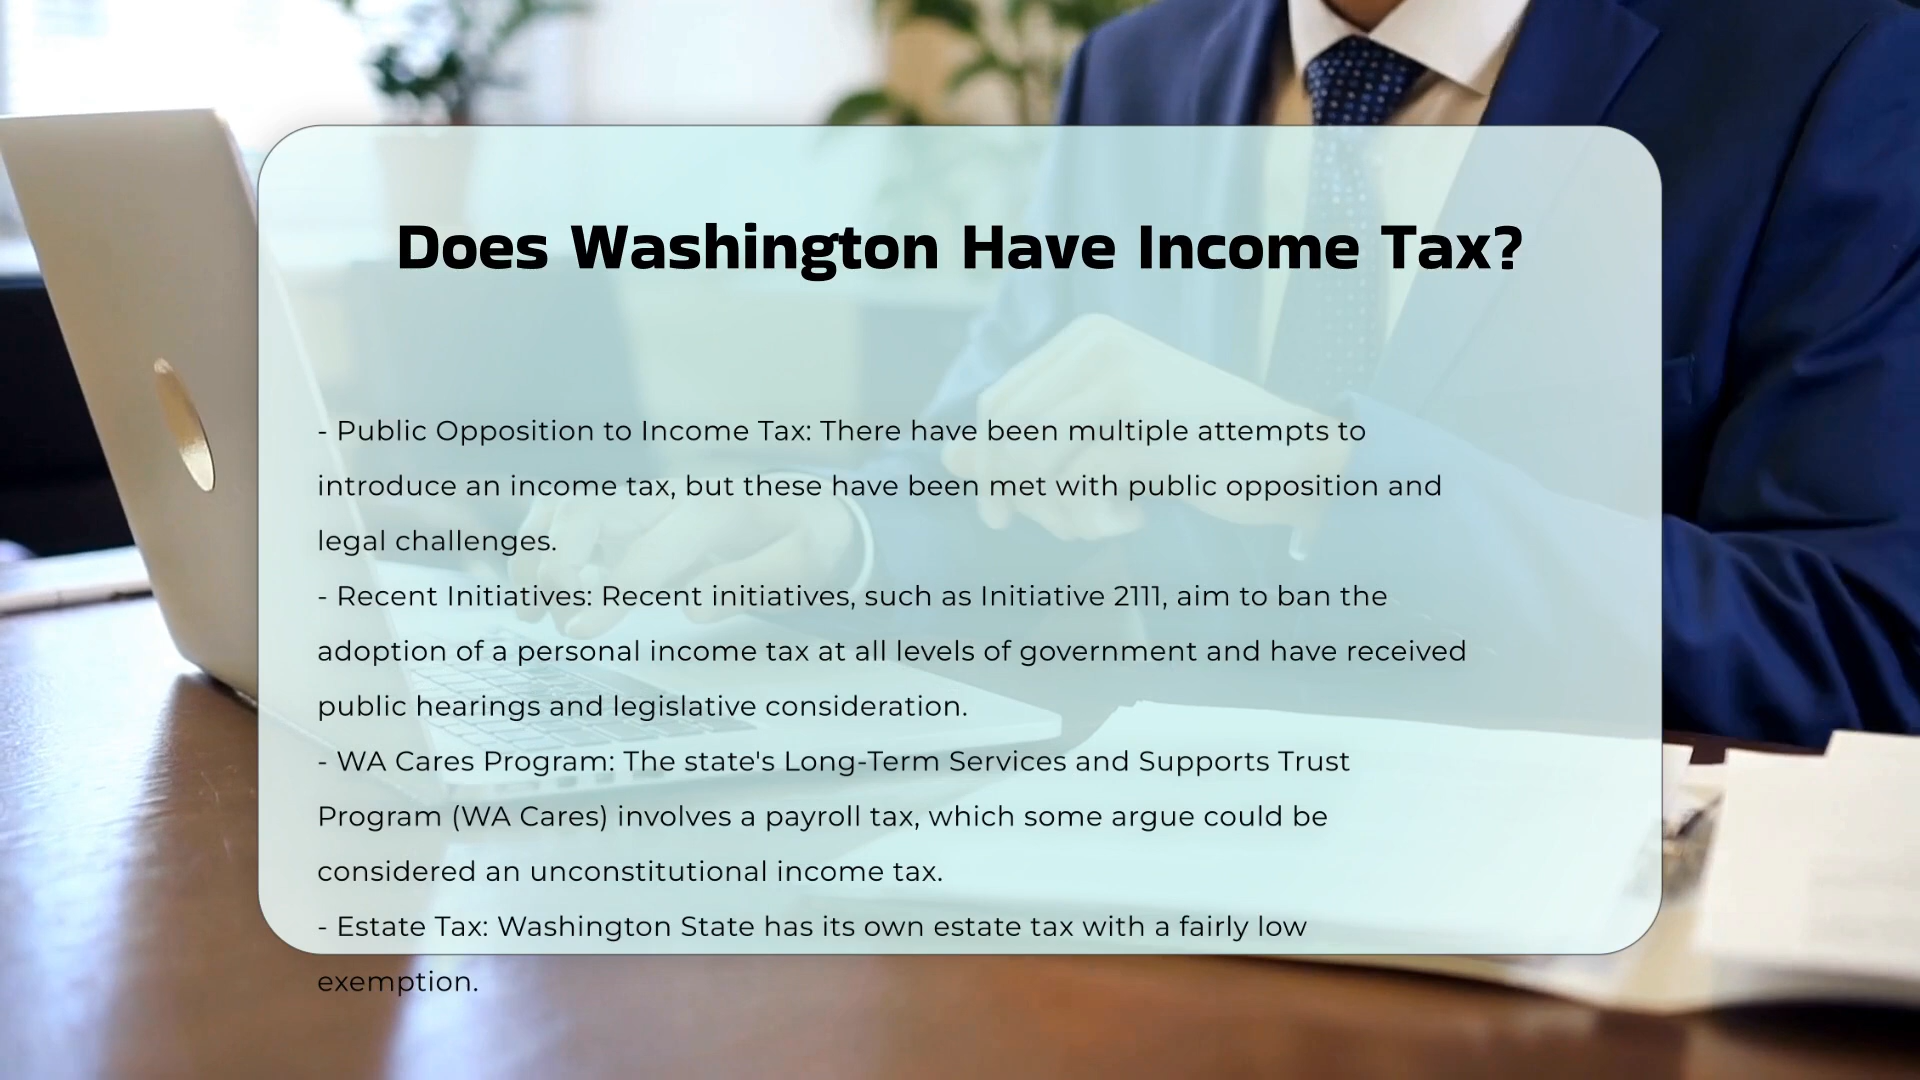 Does Washington Have Income Tax?
- Public Opposition to Income Tax: There have been multiple attempts to
introduce an income tax, but these have been met with public opposition and
legal challenges.
- Recent Initiatives: Recent initiatives, such as Initiative 2111, aim to ban the
adoption of a personal income tax at all levels of government and have received
public hearings and legislative consideration.
- WA Cares Program: The state's Long-Term Services and Supports Trust
Program (WA Cares) involves a payroll tax, which some argue could be
considered an unconstitutional income tax.
- Estate Tax: Washington State has its own estate tax with a fairly low
exemption.